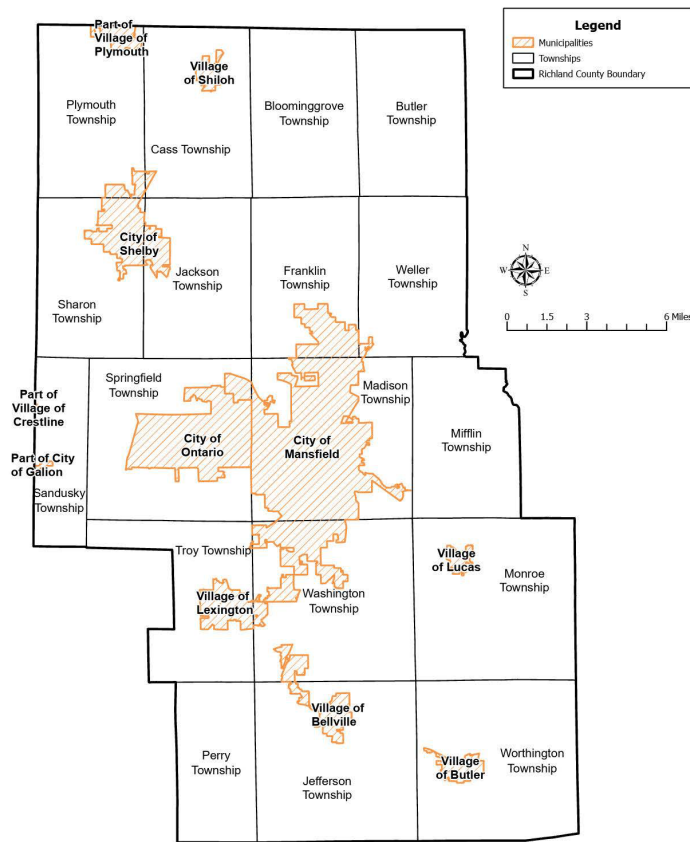 Part of
Village of
Plymouth
Village
of Shiloh
Plymouth
Township
Cass Township
Bloominggrove
Township
Butler
Township
Legend
Municipalities
Townships
Richland County Boundary
City of
Shelby
Jackson
Township
Franklin
Township
Weller
Township
Sharon
Township
N
W
E
S
0 1.5 3 6 Miles
Springfield
Township
Madison
Township
Part of
Village of
Crestline
City of
Ontario
City of
Mansfield
Mifflin
Township
Part of City
of Galion
Sandusky
Township
Troy Township
Village
of Lucas
Monroe
Township
Village of
Lexington
Washington
Township
Village of
Bellville
Perry
Township
Jefferson
Township
Village
of Butler
Worthington
Township